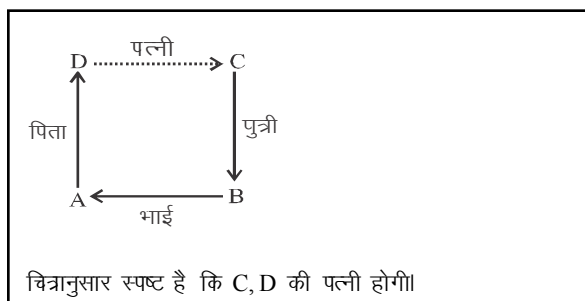 पत्नी
D C
पिता
पुत्री
A B
भाई
चित्रानुसार स्पष्ट है कि C, D की पत्नी होगी।